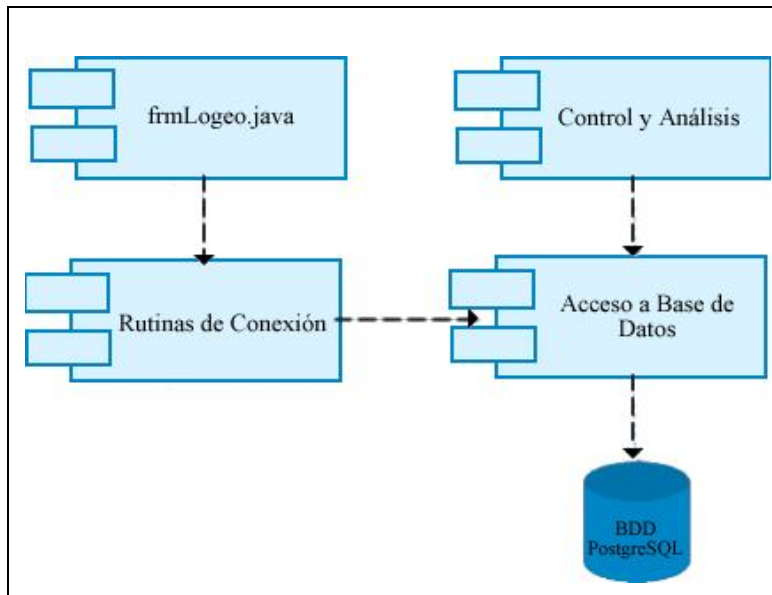 frmLogeo.java
Control y Análisis
Rutinas de Conexión
Acceso a Base de
Datos
BDD
PostgreSQL